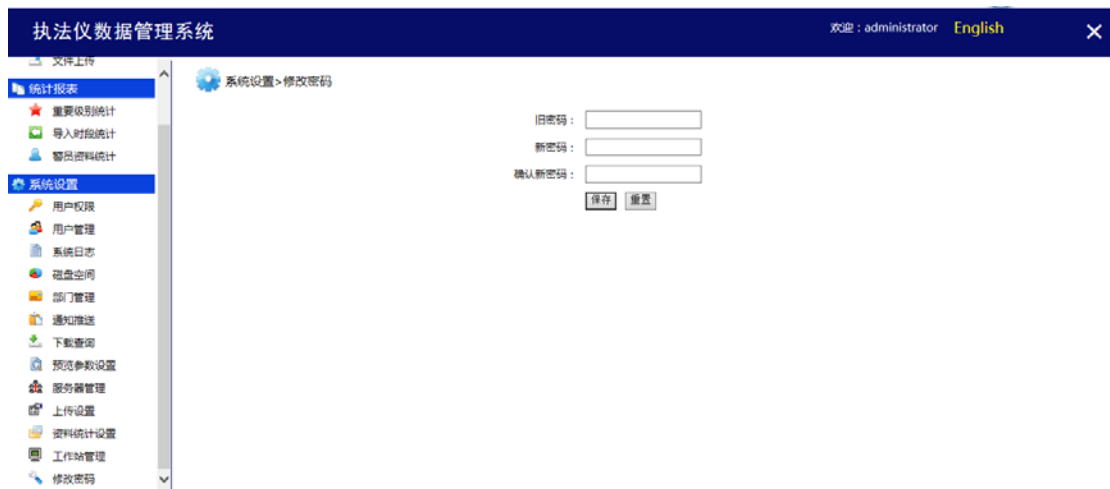 执法仪数据管理系统
欢迎：administrator English
文件上传
统计报表
重要级别统计
导入时段统计
警员资料统计
系统设置
用户权限
用户管理
系统日志
磁盘空间
部门管理
通知推送
下载查询
预览参数设置
服务器管理
上传设置
资料统计设置
工作站管理
修改密码
系统设置>修改密码
旧密码：
新密码：
确认新密码：
保存 重置